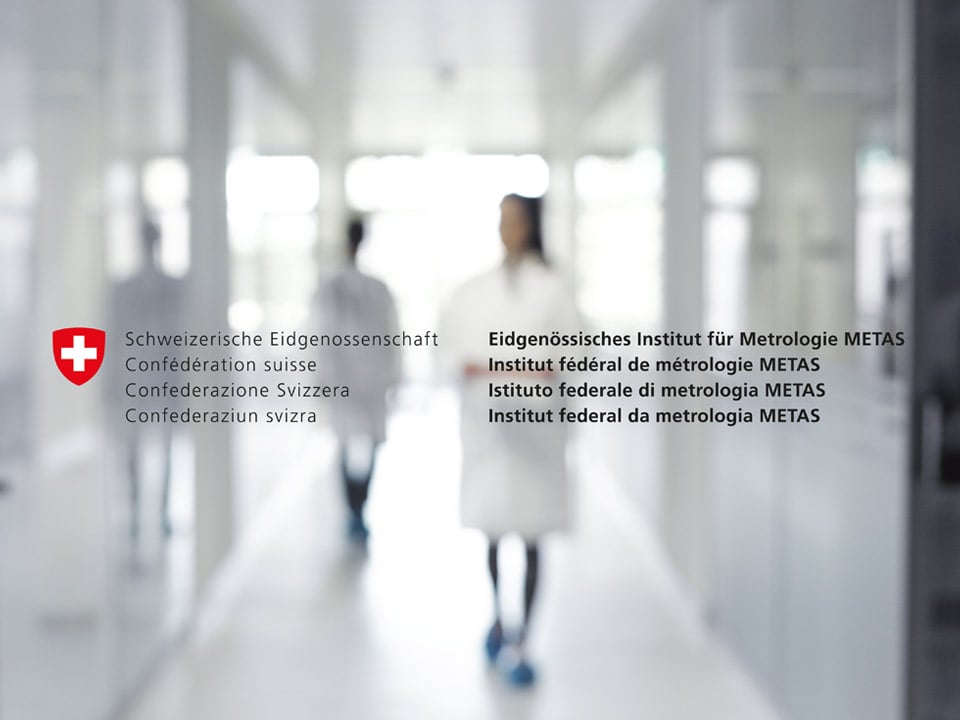 Schweizerische Eidgenossenschaft
Confédération suisse
Confederazione Svizzera
Confederaziun svizra
Eidgenössisches Institut für Metrologie METAS
Institut fédéral de métrologie METAS
Istituto federale di metrologia METAS
Institut federal da metrologia METAS